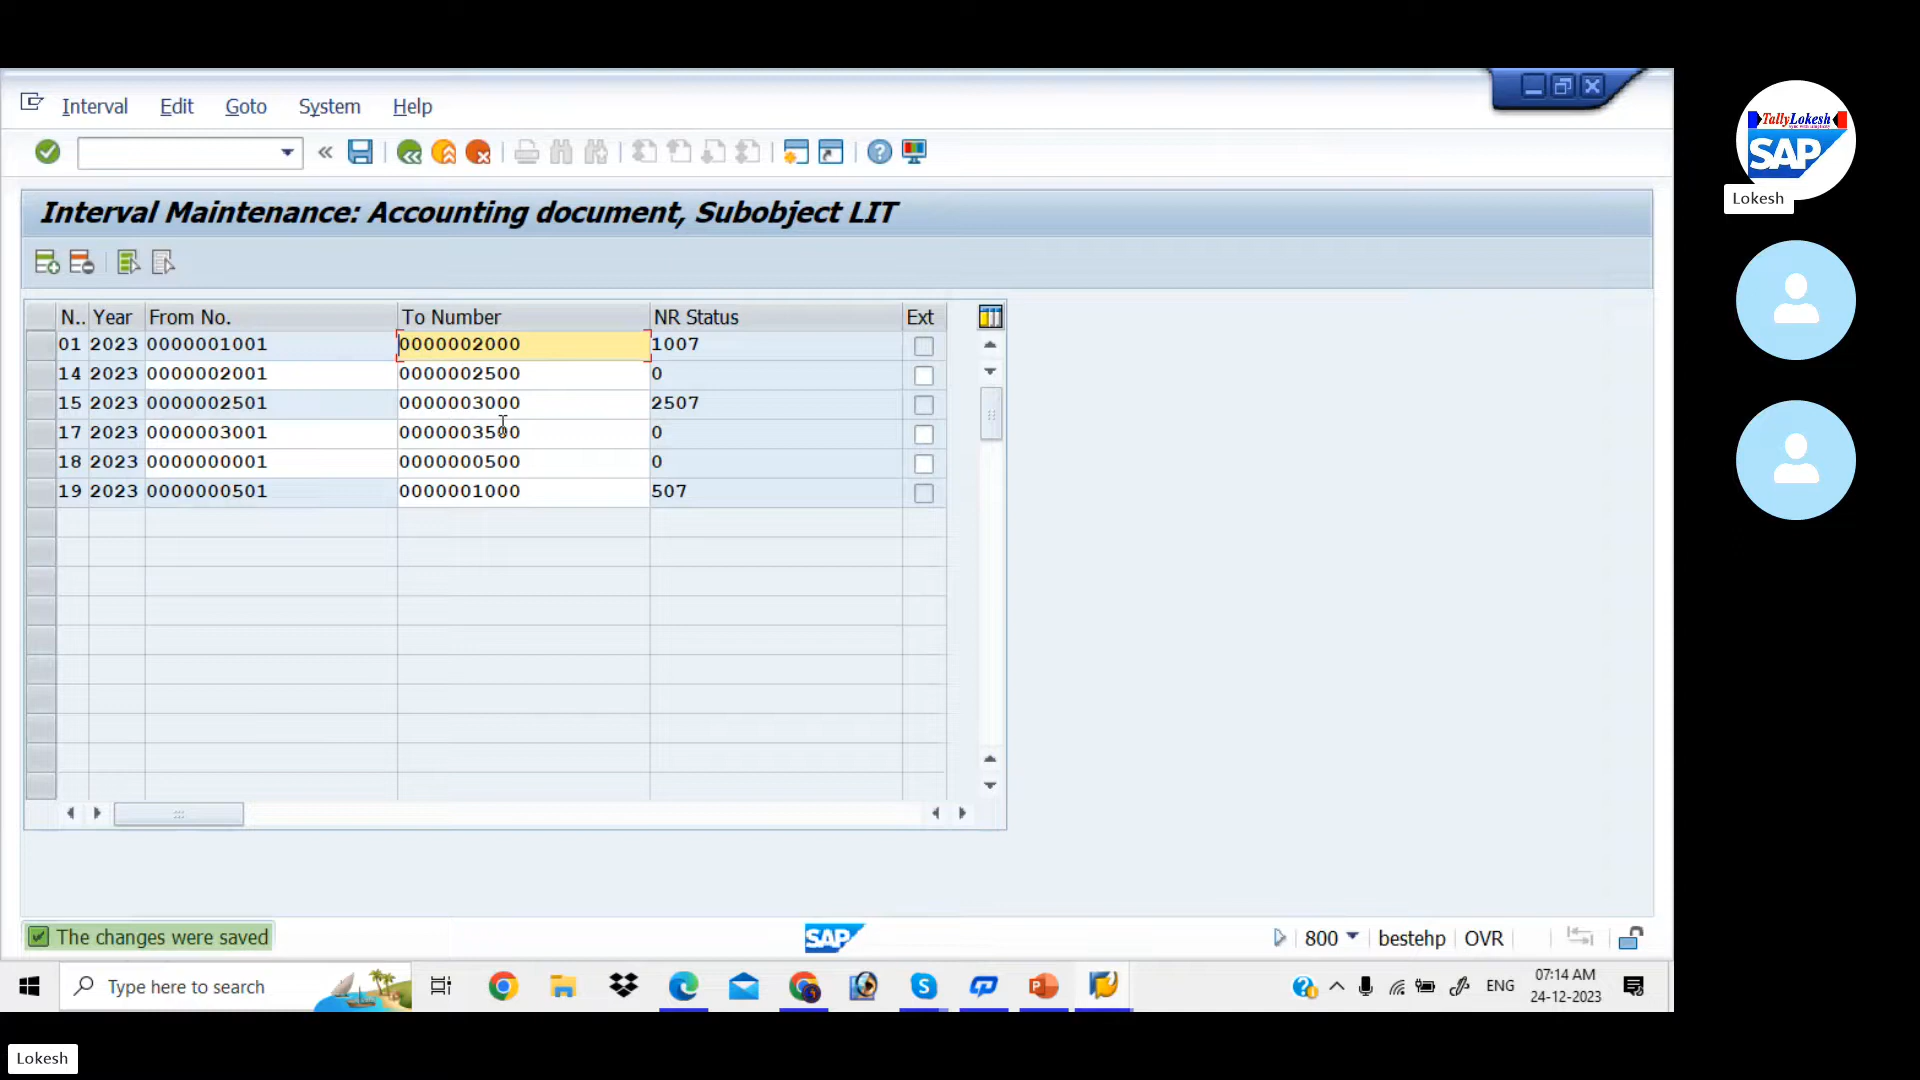 Interval Edit Goto System Help
Interval Maintenance: Accounting document, Subobject LIT
N.. Year From No. To Number NR Status Ext
01 2023 0000001001 0000002000 1007
14 2023 0000002001 0000002500 0
15 2023 0000002501 0000003000 2507
17 2023 0000003001 0000003500 0
18 2023 0000000001 0000000500 0
19 2023 0000000501 0000001000 507
The changes were saved
SAP
800 bestehp OVR
Type here to search
ENG
07:14 AM
24-12-2023
TallyLokesh
SAP
Lokesh
Lokesh